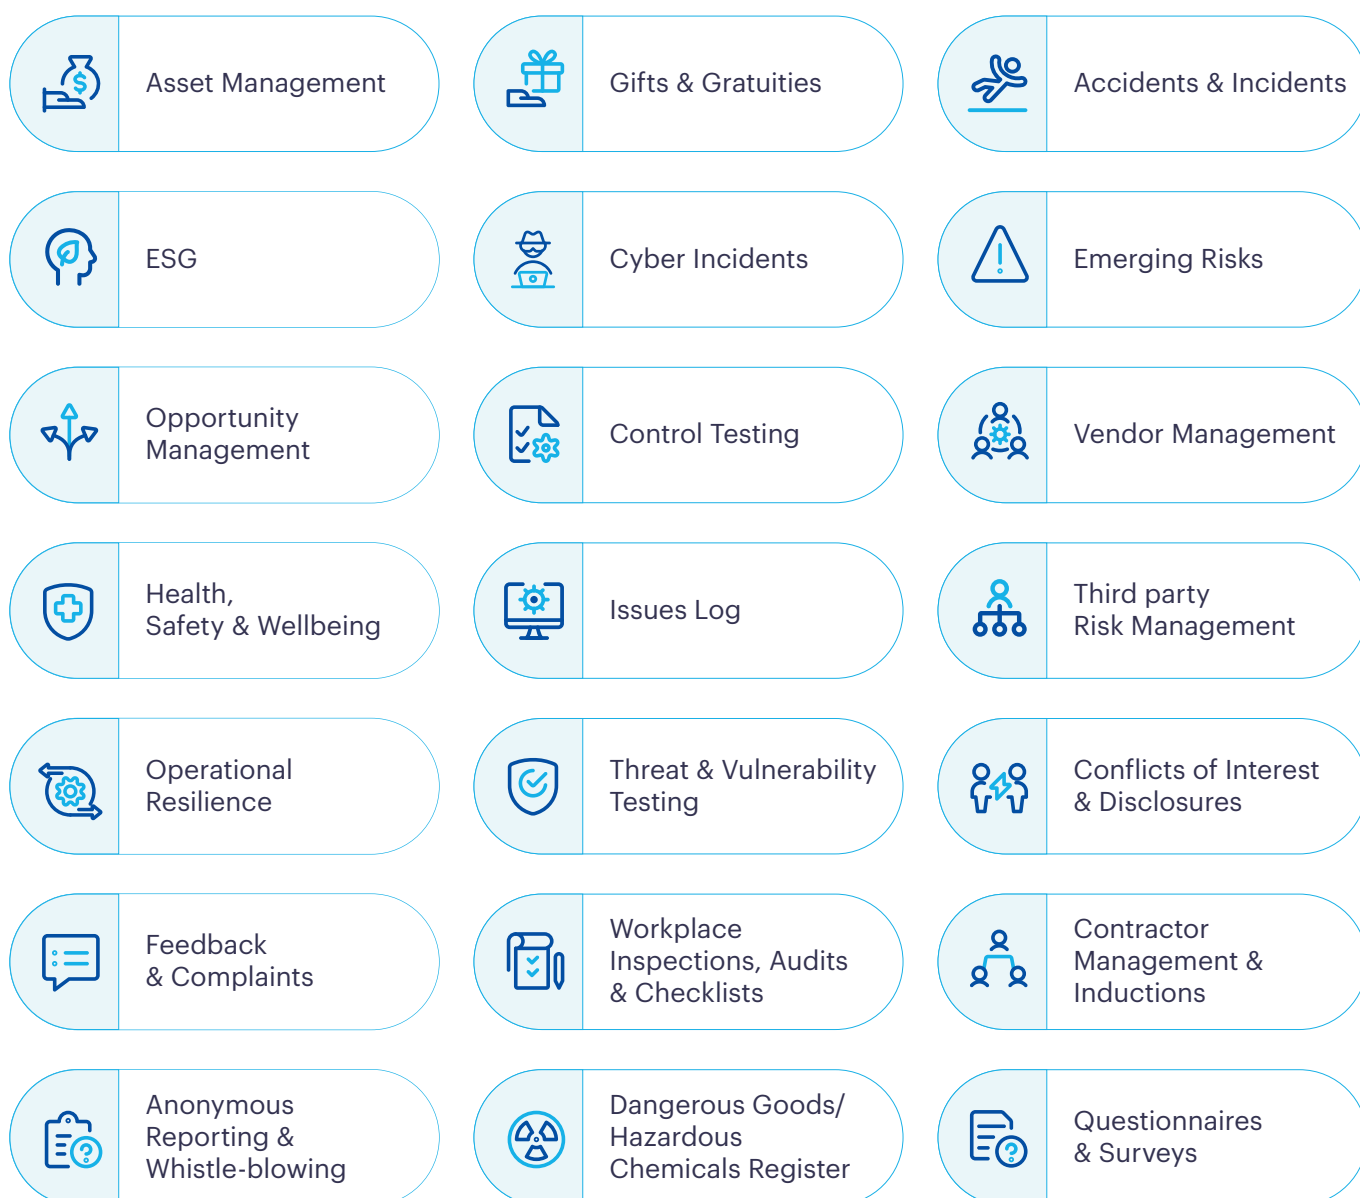 Asset Management
Gifts & Gratuities
Accidents & Incidents
ESG
Cyber Incidents
Emerging Risks
Opportunity
Management
Control Testing
Vendor Management
Health,
Safety & Wellbeing
Issues Log
Third party
Risk Management
Operational
Resilience
Threat & Vulnerability
Testing
Conflicts of Interest
& Disclosures
Feedback
& Complaints
Workplace
Inspections, Audits
& Checklists
Contractor
Management &
Inductions
Anonymous
Reporting &
Whistle-blowing
Dangerous Goods/
Hazardous
Chemicals Register
Questionnaires
& Surveys